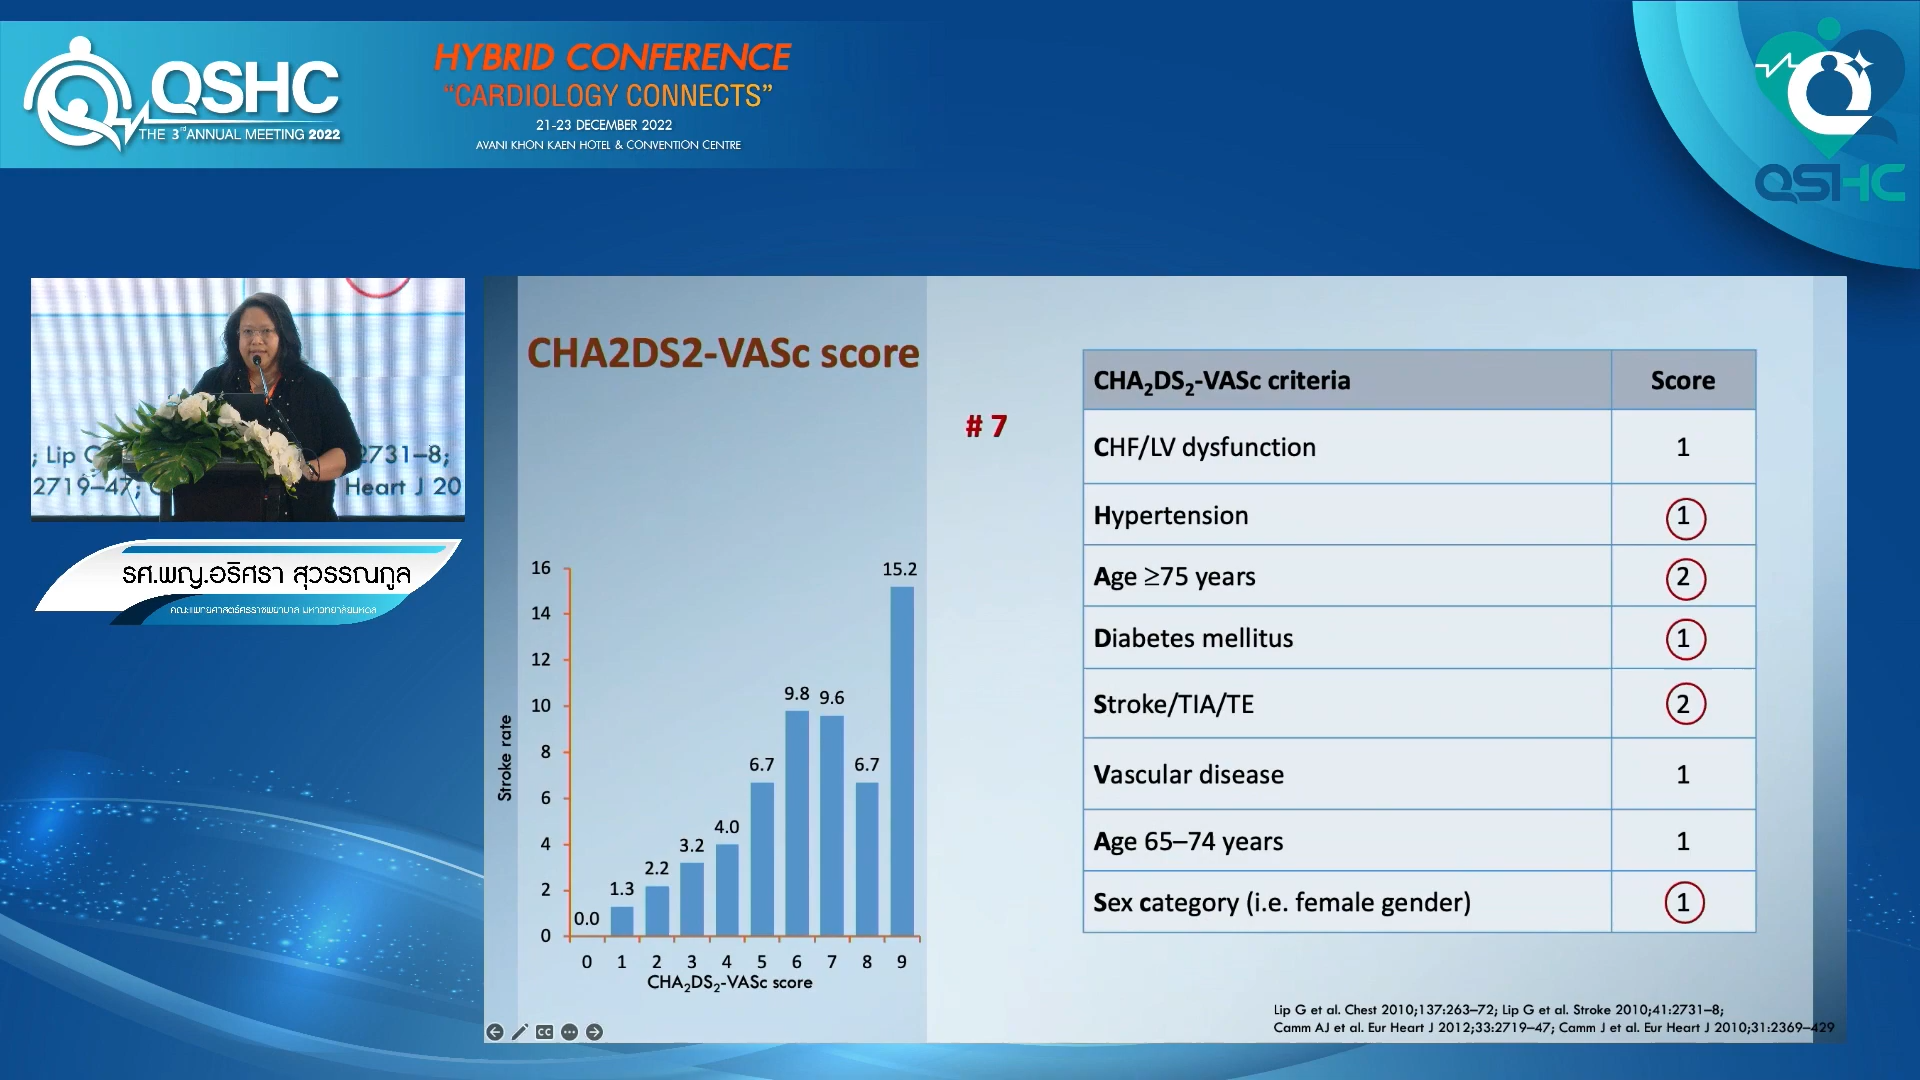 QSHC
THE 3rd ANNUAL MEETING 2022
HYBRID CONFERENCE
“CARDIOLOGY CONNECTS”
21-23 DECEMBER 2022
AVANI KHON KAEN HOTEL & CONVENTION CENTRE
QSHC
; Lip G 2731–8;
2719–47; C Heart J 20
รศ.พญ.อริศรา สุวรรณกูล
คณะแพทยศาสตร์ศิริราชพยาบาล มหาวิทยาลัยมหิดล
CHA2DS2-VASc score
# 7
CHA2DS2-VASc criteria Score
CHF/LV dysfunction 1
Hypertension 1
Age ≥75 years 2
Diabetes mellitus 1
Stroke/TIA/TE 2
Vascular disease 1
Age 65–74 years 1
Sex category (i.e. female gender) 1
Stroke rate
16
14
12
10
8
6
4
2
0
0.0
1.3
2.2
3.2
4.0
6.7
9.8
9.6
6.7
15.2
0 1 2 3 4 5 6 7 8 9
CHA2DS2-VASc score
CC
Lip G et al. Chest 2010;137:263–72; Lip G et al. Stroke 2010;41:2731–8;
Camm AJ et al. Eur Heart J 2012;33:2719–47; Camm J et al. Eur Heart J 2010;31:2369–429